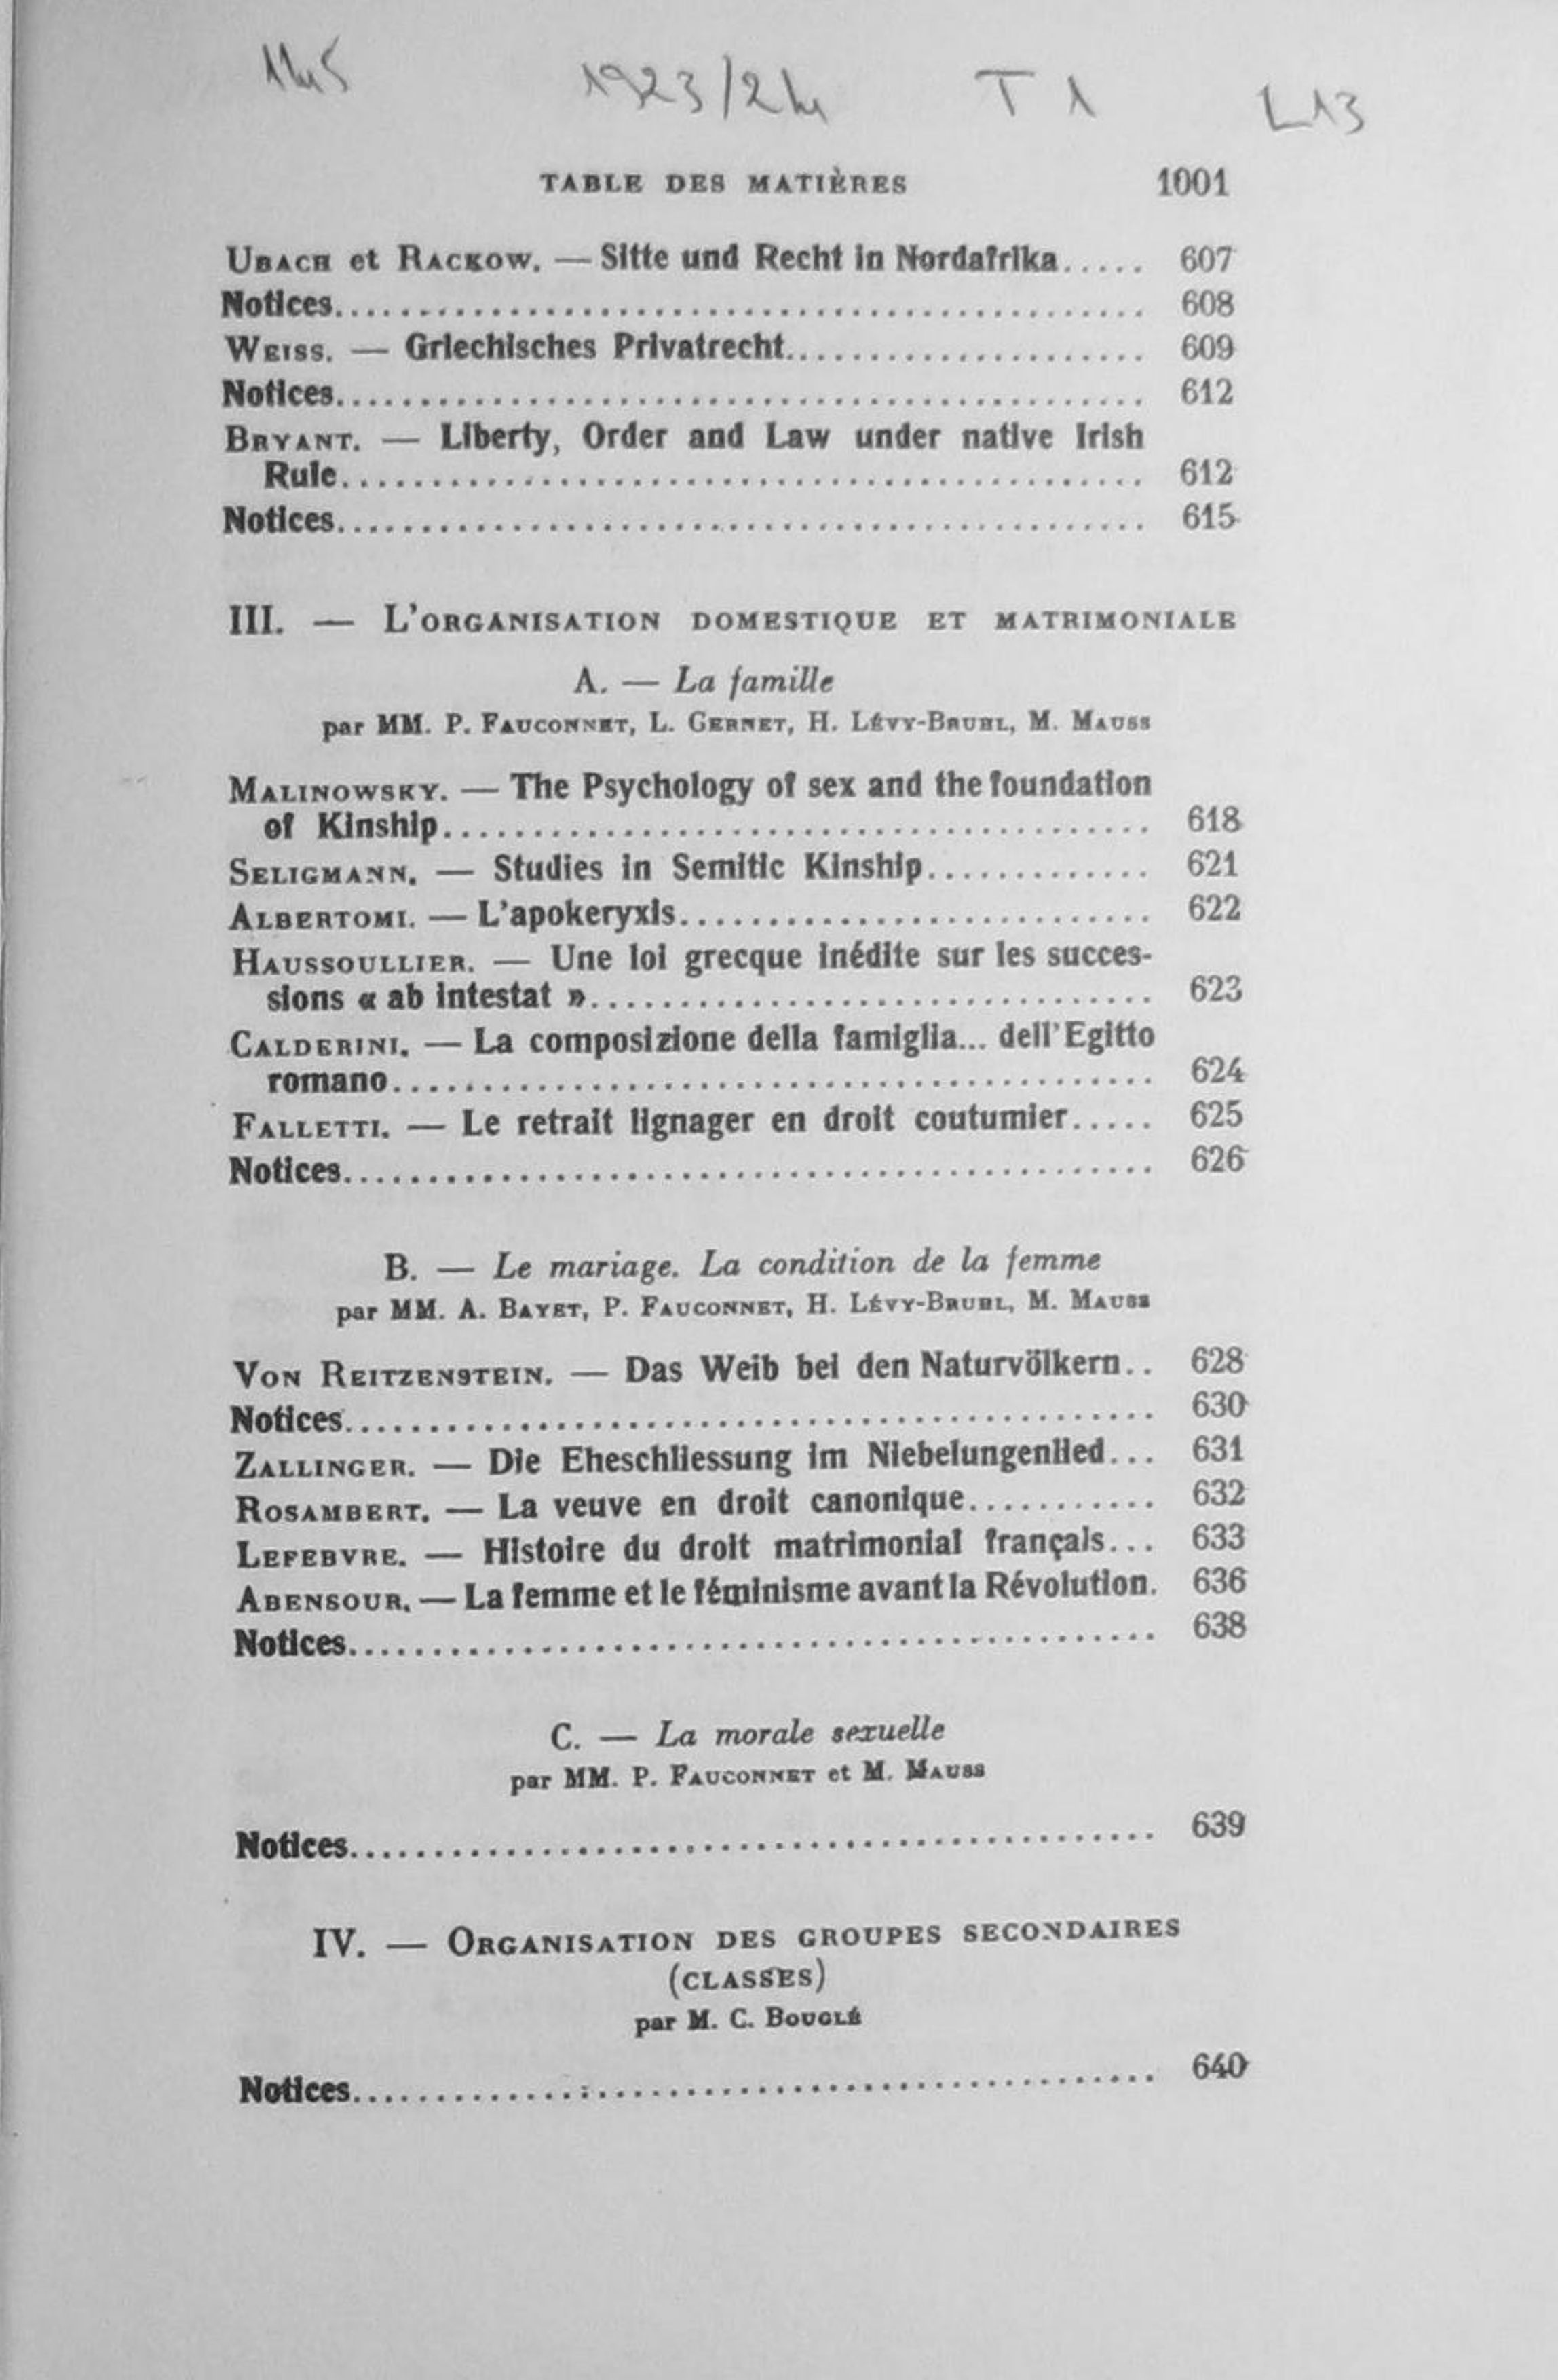 145 1923/24 T1 L13
TABLE DES MATIÈRES 1001
UBACH et RACKOW. — Sitte und Recht in Nordafrika..... 607
Notices.................................................. 608
WEISS. — Griechisches Privatrecht...................... 609
Notices.................................................. 612
BRYANT. — Liberty, Order and Law under native Irish
Rule.................................................. 612
Notices.................................................. 615
III. — L'ORGANISATION DOMESTIQUE ET MATRIMONIALE
A. — La famille
par MM. P. FAUCONNET, L. GERNET, H. LÉVY-BRUHL, M. MAUSS
MALINOWSKY. — The Psychology of sex and the foundation
of Kinship........................................... 618
SELIGMANN. — Studies in Semitic Kinship............. 621
ALBERTOMI. — L'apokeryxis............................ 622
HAUSSOULLIER. — Une loi grecque inédite sur les succes-
sions « ab intestat »................................. 623
CALDERINI. — La composizione della famiglia... dell'Egitto
romano............................................... 624
FALLETTI. — Le retrait lignager en droit coutumier..... 625
Notices.................................................. 626
B. — Le mariage. La condition de la femme
par MM. A. BAYET, P. FAUCONNET, H. LÉVY-BRUHL, M. MAUSS
VON REITZENSTEIN. — Das Weib bei den Naturvölkern.. 628
Notices.................................................. 630
ZALLINGER. — Die Eheschliessung im Niebelungenlied... 631
ROSAMBERT. — La veuve en droit canonique........... 632
LEFEBVRE. — Histoire du droit matrimonial français... 633
ABENSOUR. — La femme et le féminisme avant la Révolution. 636
Notices.................................................. 638
C. — La morale sexuelle
par MM. P. FAUCONNET et M. MAUSS
Notices.................................................. 639
IV. — ORGANISATION DES GROUPES SECONDAIRES
(CLASSES)
par M. C. BOUGLÉ
Notices.................................................. 640